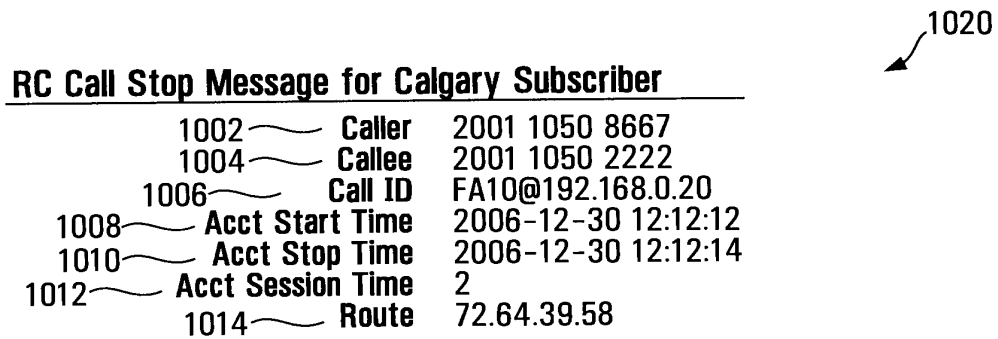 1020
RC Call Stop Message for Calgary Subscriber
1002 Caller 2001 1050 8667
1004 Callee 2001 1050 2222
1006 Call ID FA10@192.168.0.20
1008 Acct Start Time 2006-12-30 12:12:12
1010 Acct Stop Time 2006-12-30 12:12:14
1012 Acct Session Time 2
1014 Route 72.64.39.58